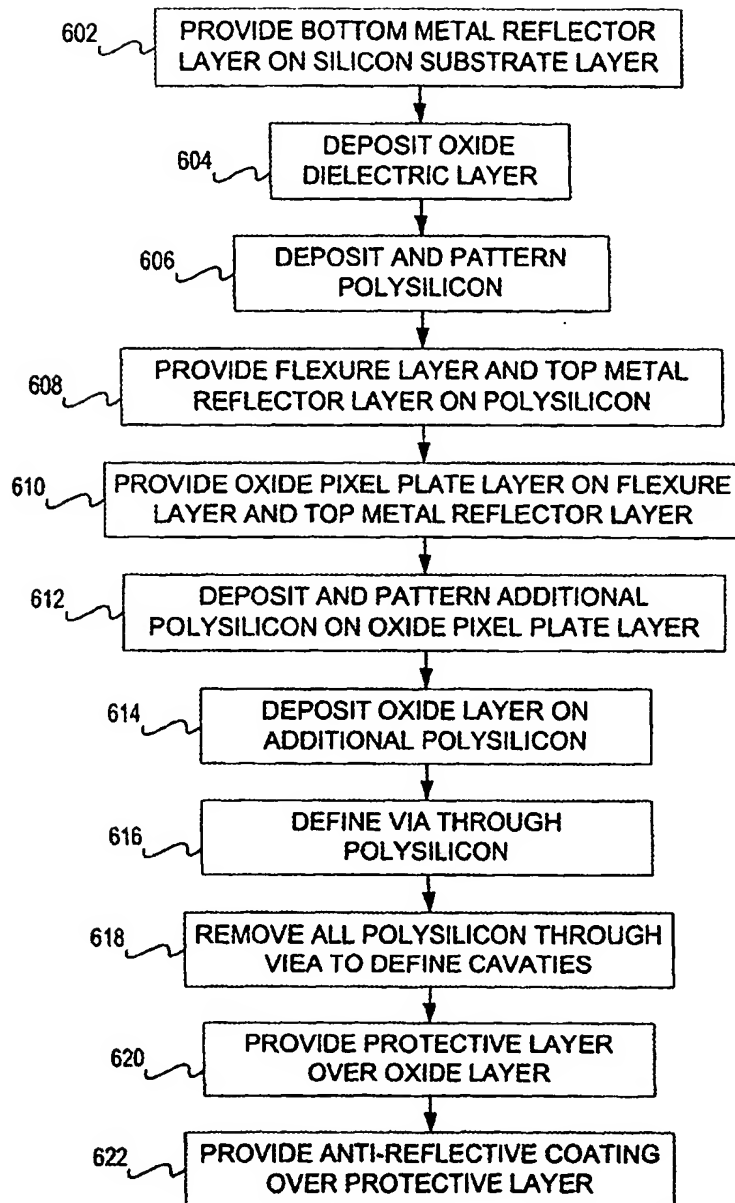 602
PROVIDE BOTTOM METAL REFLECTOR
LAYER ON SILICON SUBSTRATE LAYER
604
DEPOSIT OXIDE
DIELECTRIC LAYER
606
DEPOSIT AND PATTERN
POLYSILICON
608
PROVIDE FLEXURE LAYER AND TOP METAL
REFLECTOR LAYER ON POLYSILICON
610
PROVIDE OXIDE PIXEL PLATE LAYER ON FLEXURE
LAYER AND TOP METAL REFLECTOR LAYER
612
DEPOSIT AND PATTERN ADDITIONAL
POLYSILICON ON OXIDE PIXEL PLATE LAYER
614
DEPOSIT OXIDE LAYER ON
ADDITIONAL POLYSILICON
616
DEFINE VIA THROUGH
POLYSILICON
618
REMOVE ALL POLYSILICON THROUGH
VIEA TO DEFINE CAVATIES
620
PROVIDE PROTECTIVE LAYER
OVER OXIDE LAYER
622
PROVIDE ANTI-REFLECTIVE COATING
OVER PROTECTIVE LAYER